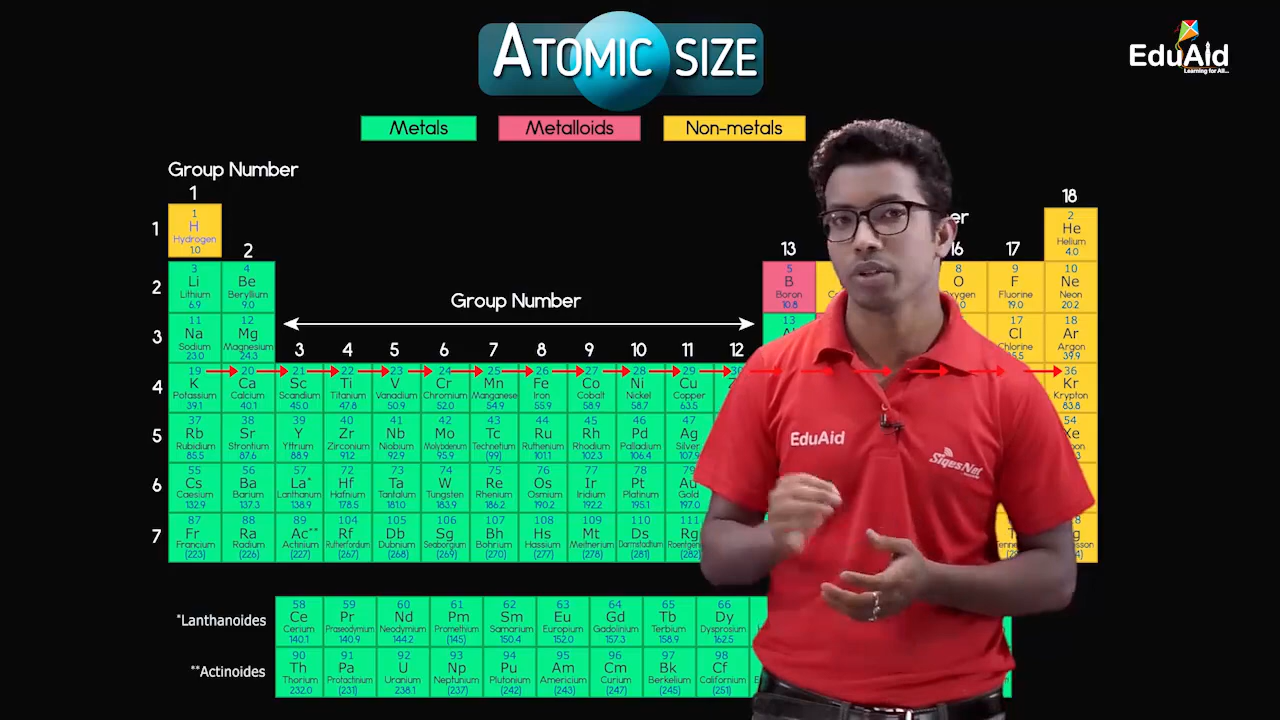 ATOMIC SIZE
EduAid
Learning for All...
Metals Metalloids Non-metals
Group Number
1 18
1 H Hydrogen 1.0
2 He Helium 4.0
1
2 13 16 17
Group Number
2
3 Li Lithium 6.9
4 Be Beryllium 9.0
5 B Boron 10.8
8 O
9 F Fluorine 19.0
10 Ne Neon 20.2
3
11 Na Sodium 23.0
12 Mg Magnesium 24.3
13
17 Cl Chlorine
18 Ar Argon 39.9
3 4 5 6 7 8 9 10 11 12
4
19 K Potassium 39.1
20 Ca Calcium 40.1
21 Sc Scandium 45.0
22 Ti Titanium 47.8
23 V Vanadium 50.9
24 Cr Chromium 52.0
25 Mn Manganese 54.9
26 Fe Iron 55.9
27 Co Cobalt 58.9
28 Ni Nickel 58.7
29 Cu Copper 63.5
30
36 Kr Krypton 83.8
5
37 Rb Rubidium 85.5
38 Sr Strontium 87.6
39 Y Yttrium 88.9
40 Zr Zirconium 91.2
41 Nb Niobium 92.9
42 Mo Molybdenum 95.9
43 Tc Technetium (99)
44 Ru Ruthenium 101.1
45 Rh Rhodium 102.3
46 Pd Palladium 106.4
47 Ag Silver
54
6
55 Cs Caesium 132.9
56 Ba Barium 137.3
57 La* Lanthanum 138.9
72 Hf Hafnium 178.5
73 Ta Tantalum 181.0
74 W Tungsten 183.9
75 Re Rhenium 186.2
76 Os Osmium 190.2
77 Ir Iridium 192.2
78 Pt Platinum 195.1
79 Au Gold 197.0
7
87 Fr Francium (223)
88 Ra Radium (226)
89 Ac** Actinium
104 Rf Rutherfordium (267)
105 Db Dubnium (268)
106 Sg Seaborgium (269)
107 Bh Bohrium (270)
108 Hs Hassium (277)
109 Mt Meitnerium (278)
110 Ds Darmstadtium (281)
111 Rg (282)
EduAid
SiqesNet
*Lanthanoides
58 Ce Cerium 140.1
59 Pr Praseodymium 140.9
60 Nd Neodymium 144.2
61 Pm Promethium (145)
62 Sm Samarium 150.4
63 Eu Europium 152.0
64 Gd Gadolinium 157.3
65 Tb Terbium 158.9
66 Dy Dysprosium 162.5
**Actinoides
90 Th Thorium 232.0
91 Pa Protactinium (231)
92 U Uranium 238.1
93 Np Neptunium (237)
94 Pu Plutonium (242)
95 Am Americium (243)
96 Cm Curium (247)
97 Bk Berkelium (245)
98 Cf Californium (251)